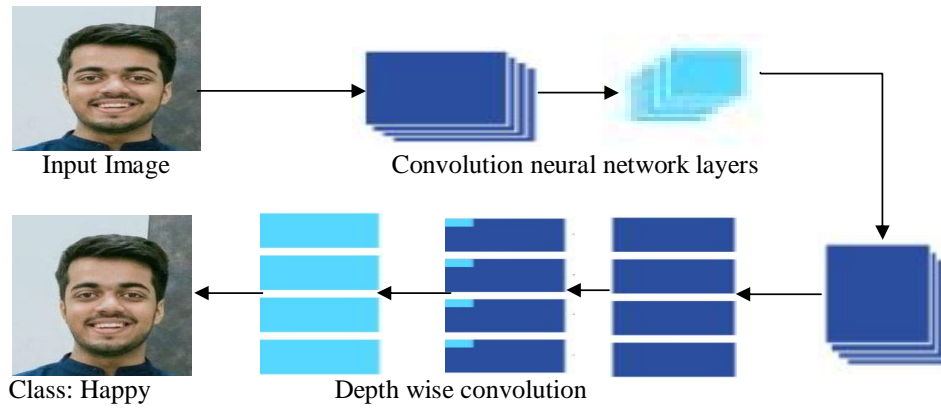 Input Image
Convolution neural network layers
Class: Happy
Depth wise convolution